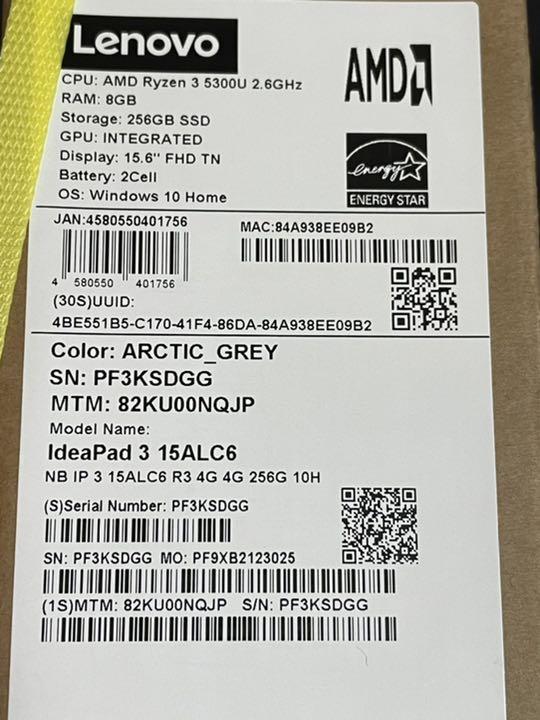 Lenovo
AMD
CPU: AMD Ryzen 3 5300U 2.6GHz
RAM: 8GB
Storage: 256GB SSD
GPU: INTEGRATED
Display: 15.6" FHD TN
Battery: 2Cell
OS: Windows 10 Home
energy
ENERGY STAR
JAN:4580550401756
MAC:84A938EE09B2
4 580550 401756
(30S)UUID:
4BE551B5-C170-41F4-86DA-84A938EE09B2
Color: ARCTIC_GREY
SN: PF3KSDGG
MTM: 82KU00NQJP
Model Name:
IdeaPad 3 15ALC6
NB IP 3 15ALC6 R3 4G 4G 256G 10H
(S)Serial Number: PF3KSDGG
SN: PF3KSDGG MO: PF9XB2123025
(1S)MTM: 82KU00NQJP S/N: PF3KSDGG